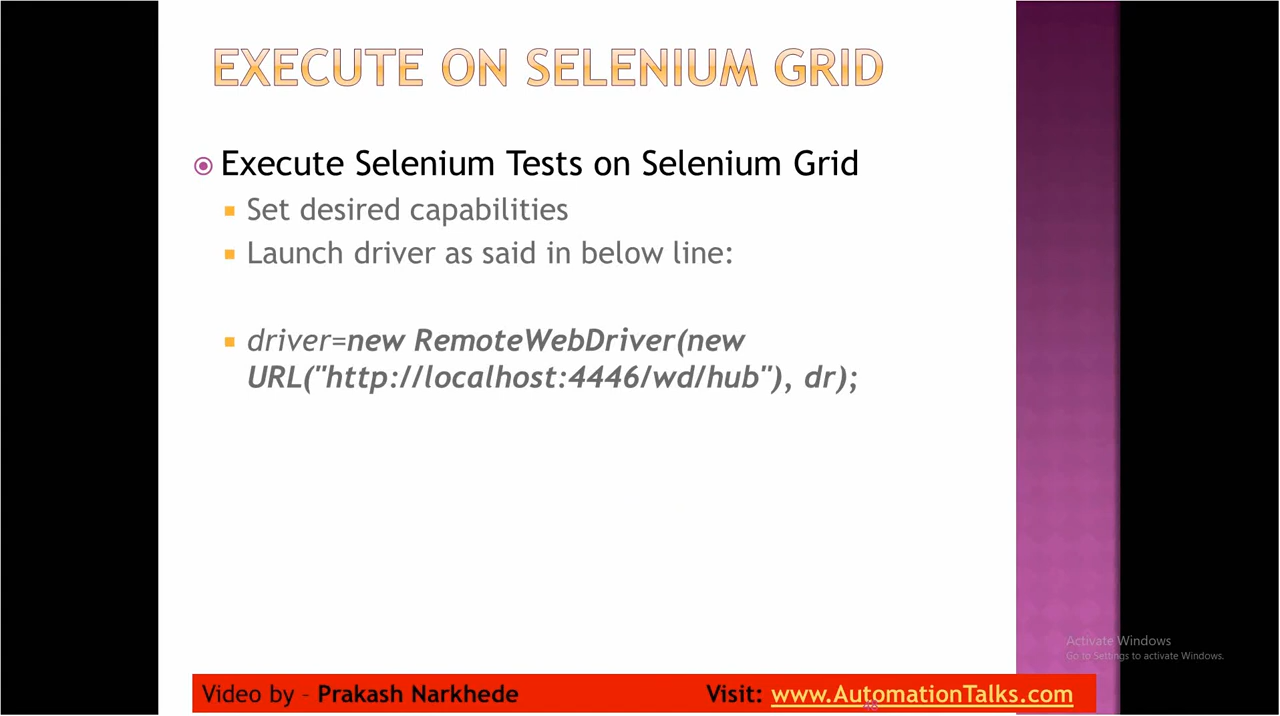 EXECUTE ON SELENIUM GRID
Execute Selenium Tests on Selenium Grid
Set desired capabilities
Launch driver as said in below line:
driver=new RemoteWebDriver(new
URL("http://localhost:4446/wd/hub"), dr);
Activate Windows
Go to Settings to activate Windows.
Video by - Prakash Narkhede Visit: www.AutomationTalks.com